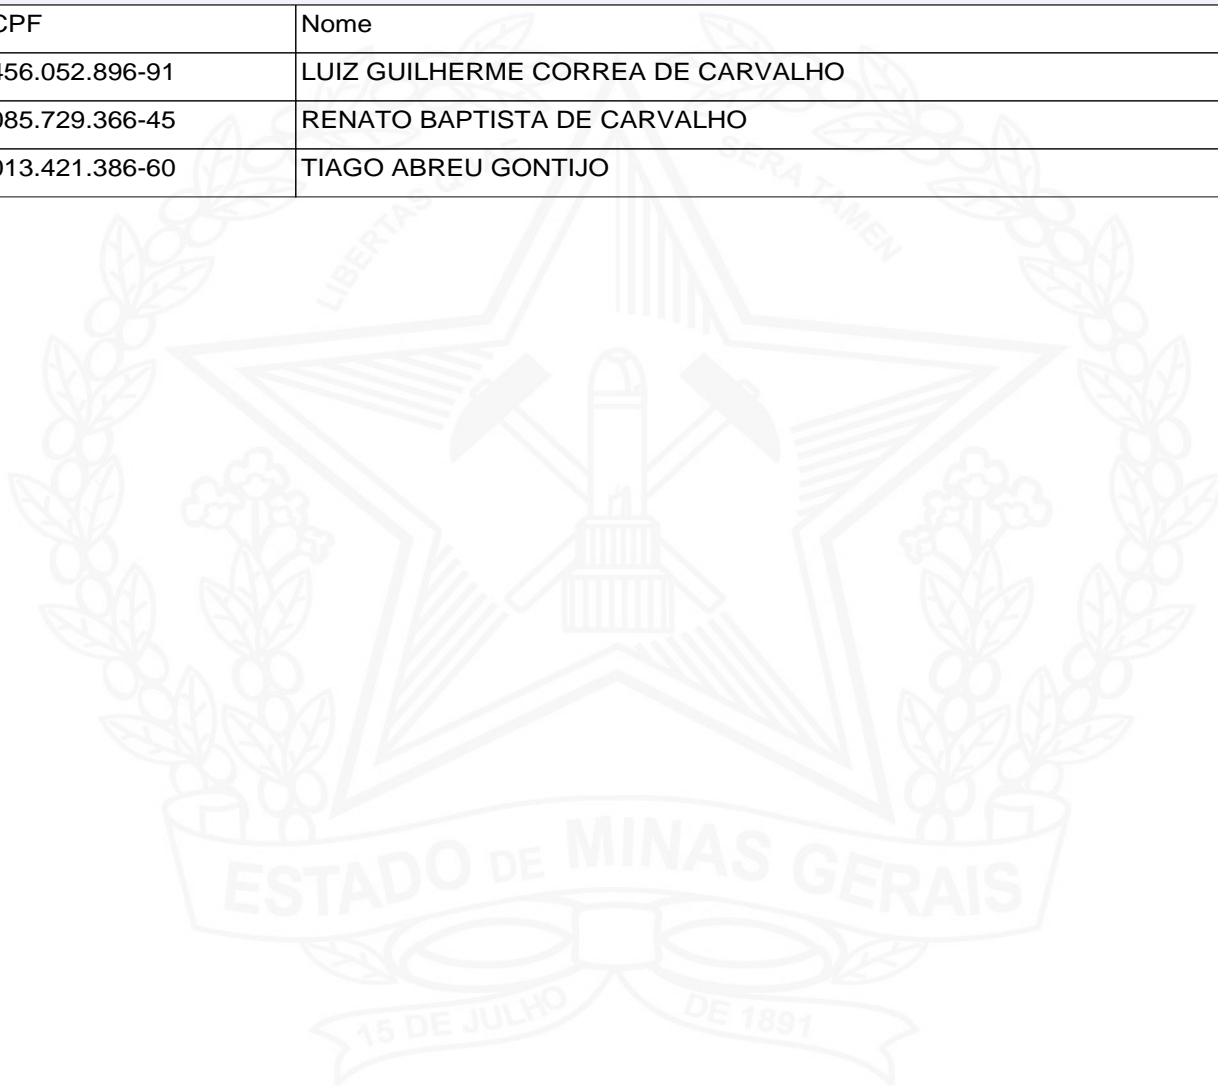 CPF Nome
456.052.896-91 LUIZ GUILHERME CORREA DE CARVALHO
085.729.366-45 RENATO BAPTISTA DE CARVALHO
013.421.386-60 TIAGO ABREU GONTIJO
LIBERTAS QUE SERA TAMEN
ESTADO DE MINAS GERAIS
15 DE JULHO DE 1891